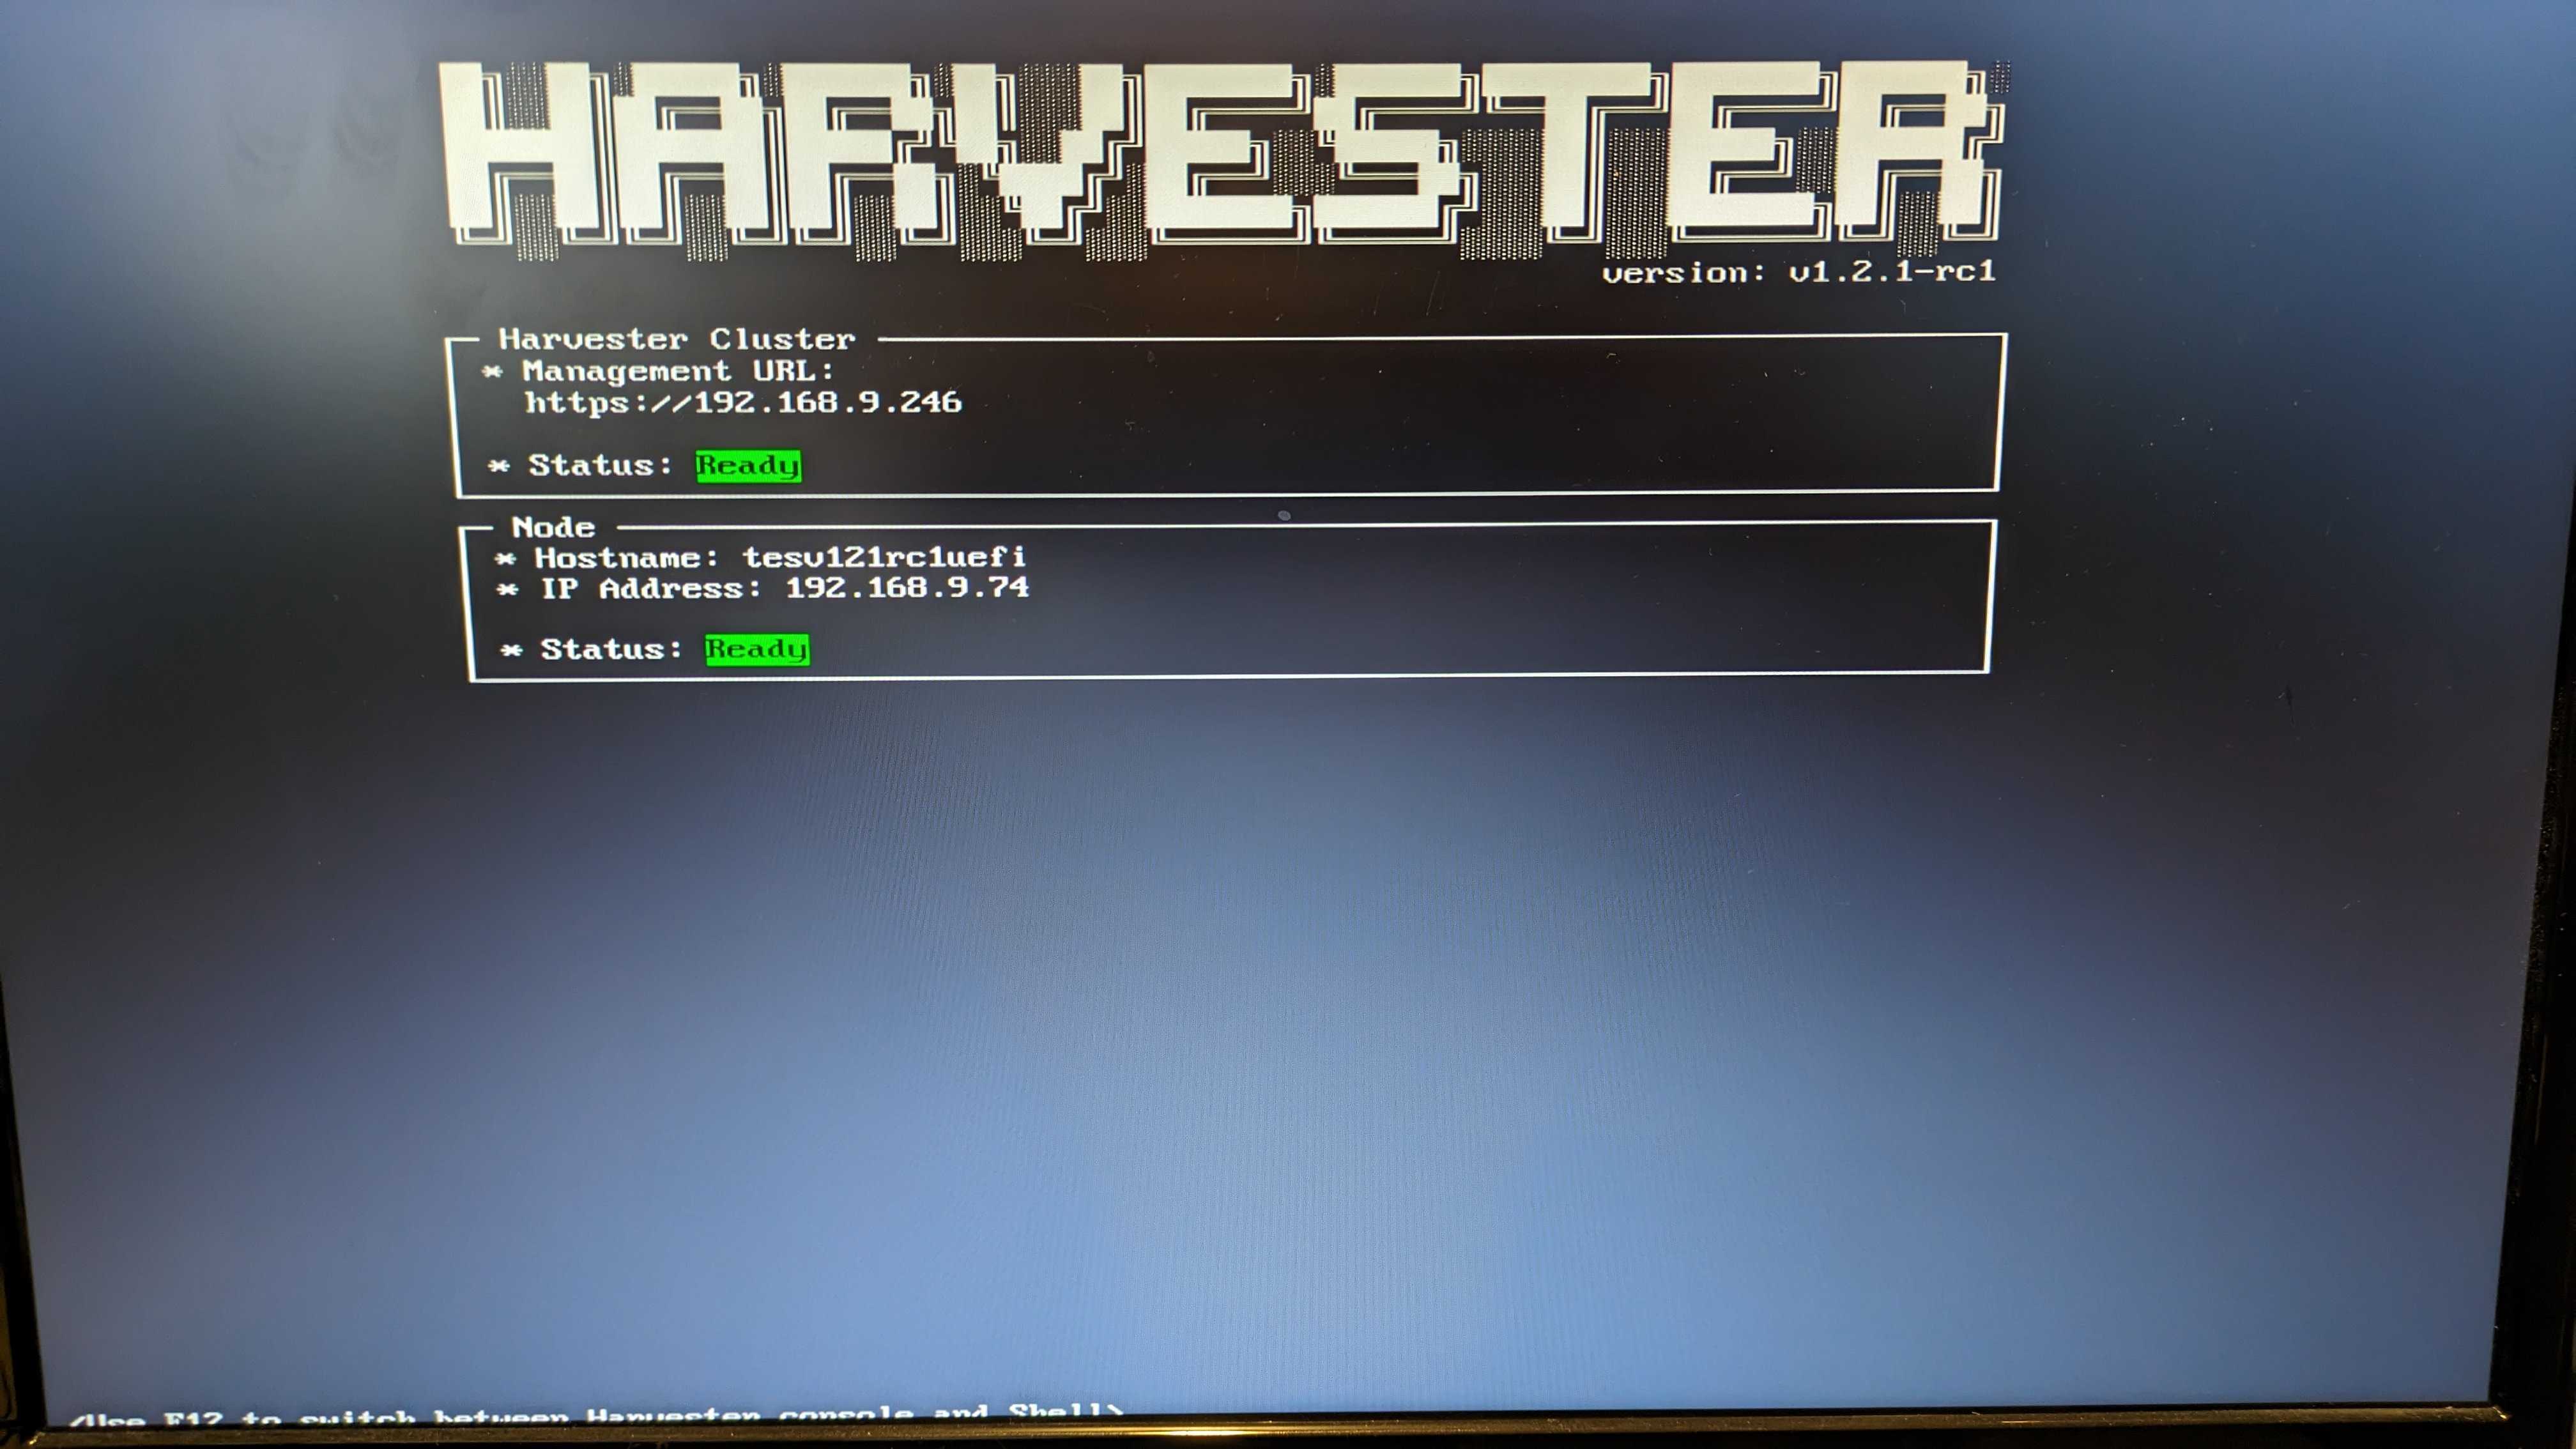 HARVESTER
version: v1.2.1-rc1
Harvester Cluster
* Management URL:
https://192.168.9.246
* Status: Ready
Node
* Hostname: tesv121rc1uefi
* IP Address: 192.168.9.74
* Status: Ready
<Use F12 to switch between Harvester console and Shell>